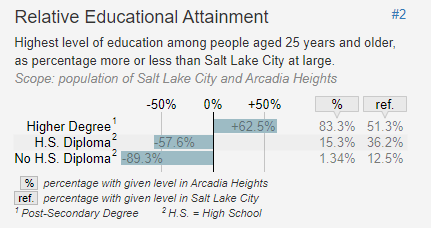 Relative Educational Attainment #2
Highest level of education among people aged 25 years and older,
as percentage more or less than Salt Lake City at large.
Scope: population of Salt Lake City and Arcadia Heights
-50% 0% +50% % ref.
Higher Degree¹ +62.5% 83.3% 51.3%
H.S. Diploma² -57.6% 15.3% 36.2%
No H.S. Diploma² -89.3% 1.34% 12.5%
% percentage with given level in Arcadia Heights
ref. percentage with given level in Salt Lake City
¹ Post-Secondary Degree ² H.S. = High School